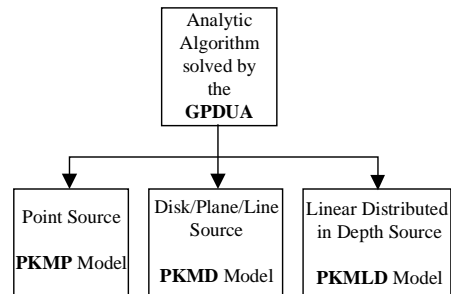 Analytic
Algorithm
solved by
the
GPDUA
Point Source
PKMP Model
Disk/Plane/Line
Source
PKMD Model
Linear Distributed
in Depth Source
PKMLD Model